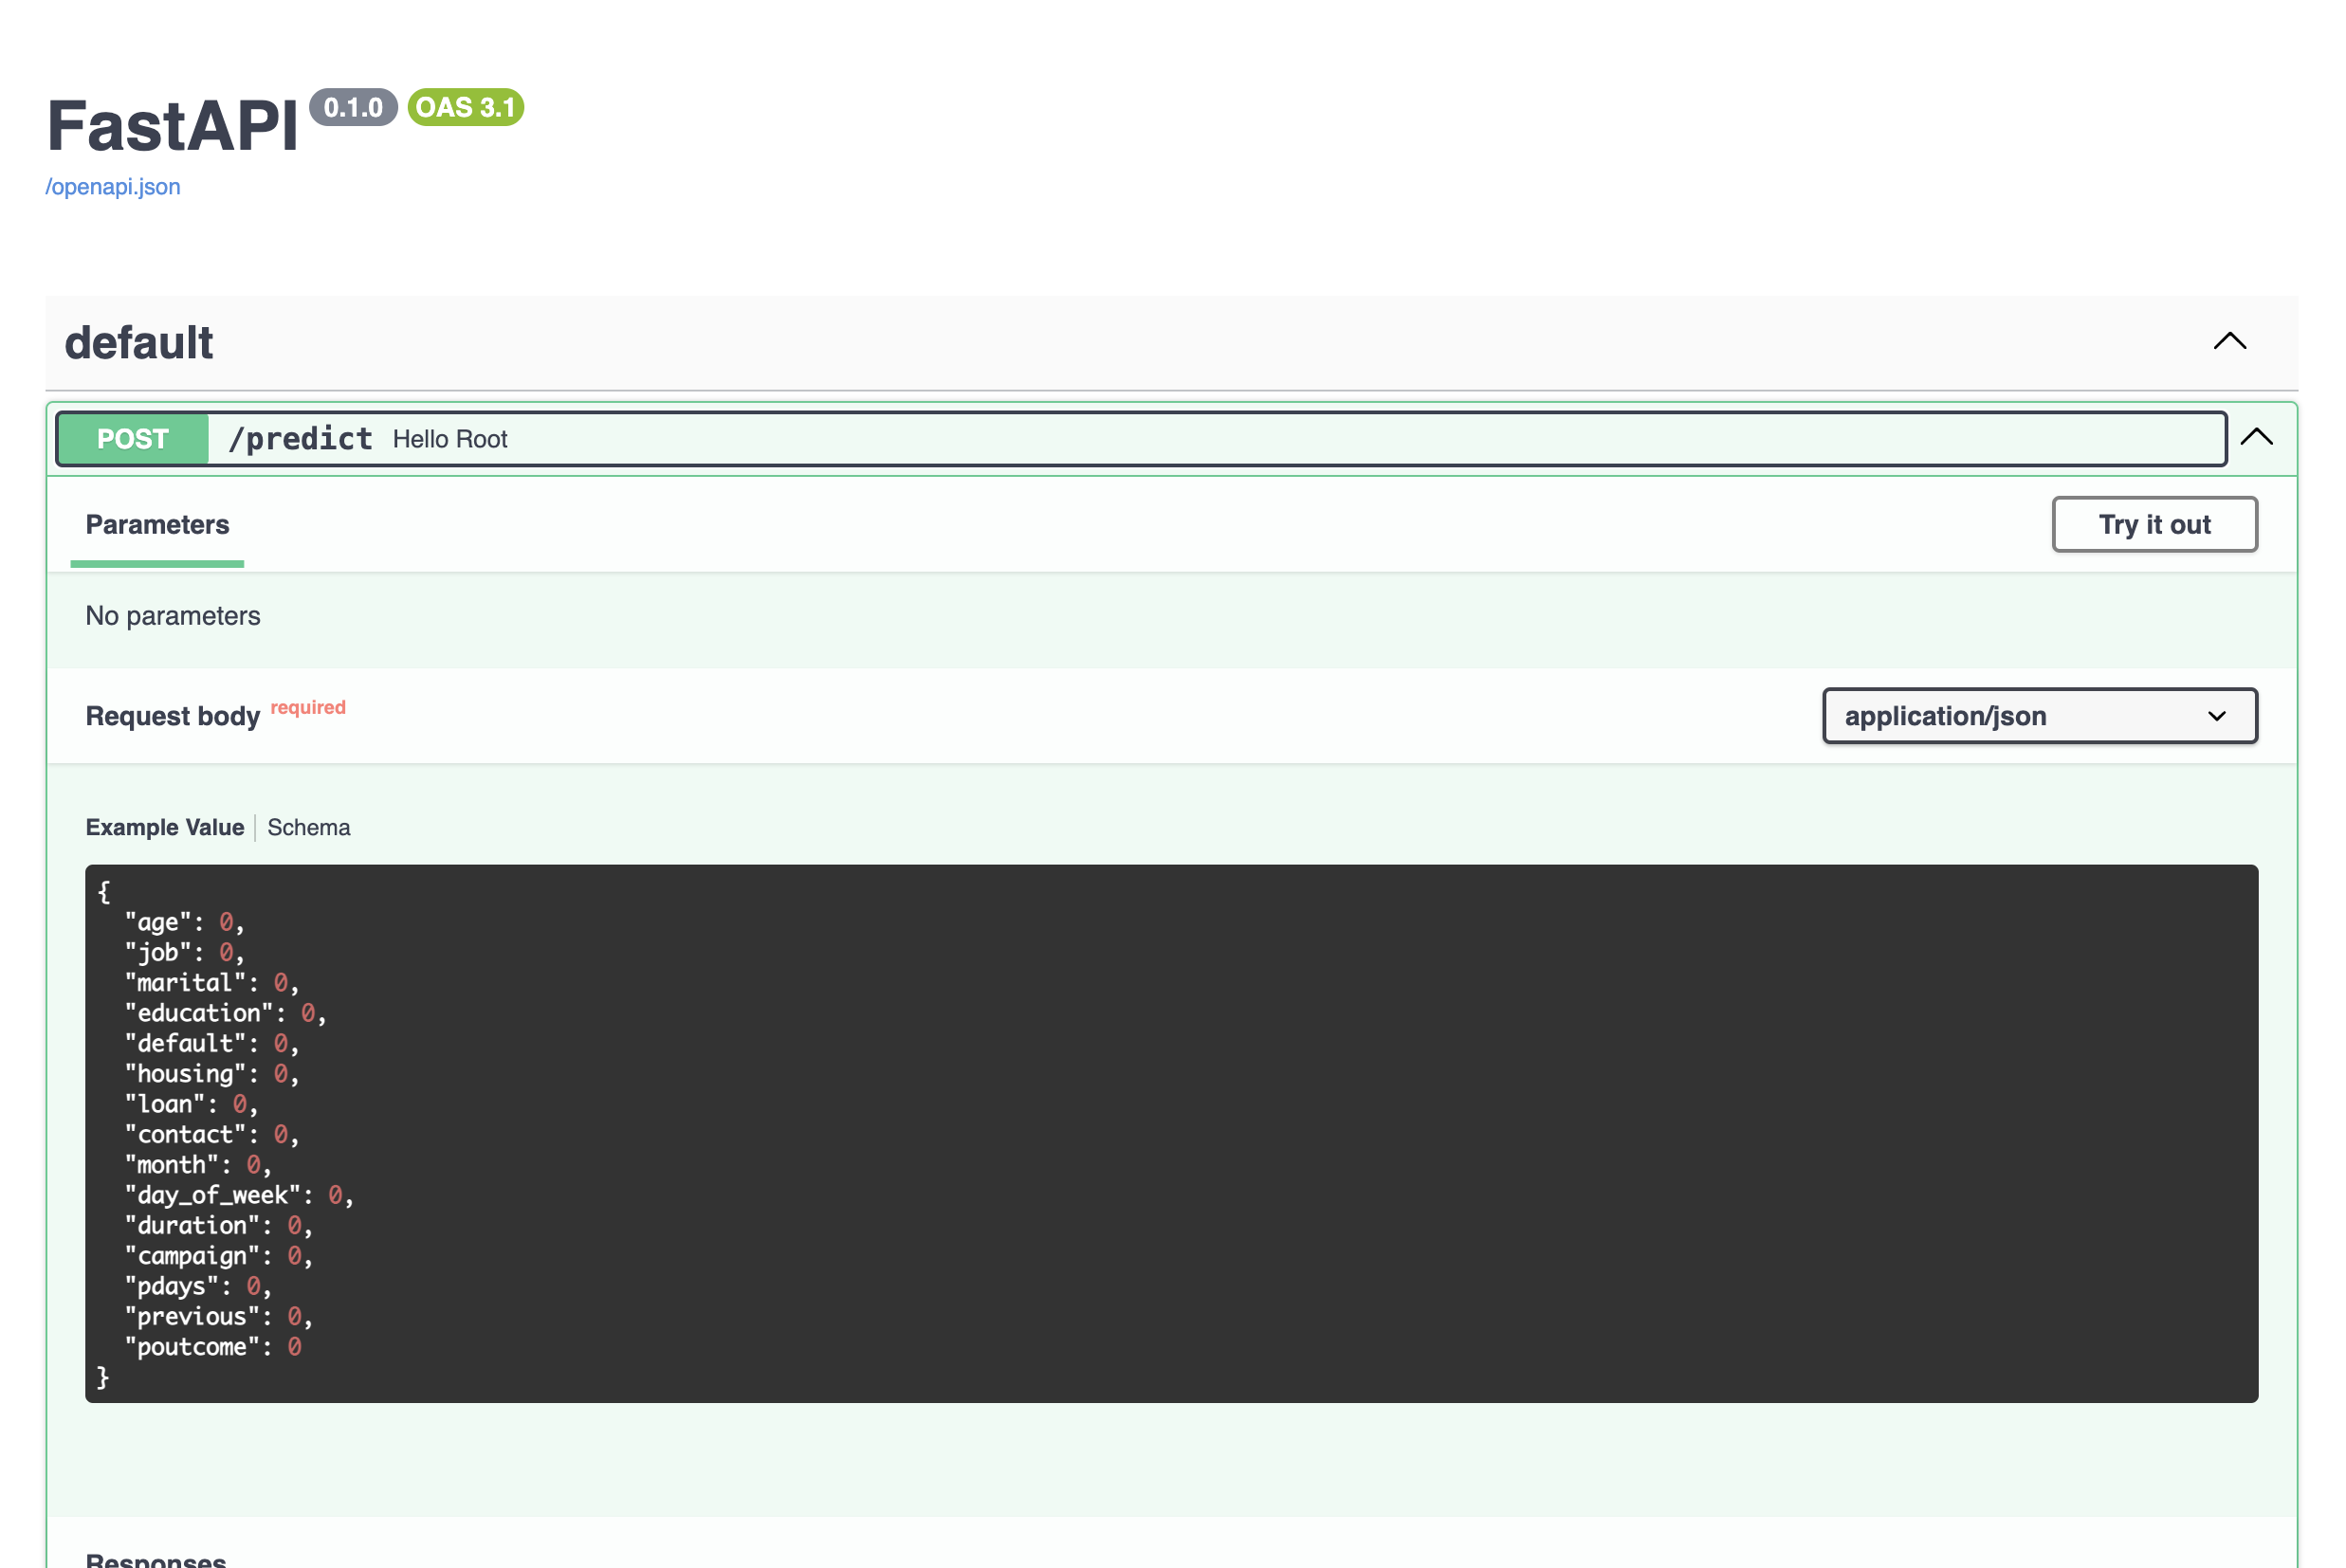 FastAPI 0.1.0 OAS 3.1
/openapi.json
default
POST /predict Hello Root
Parameters Try it out
No parameters
Request body required application/json
Example Value Schema
{
  "age": 0,
  "job": 0,
  "marital": 0,
  "education": 0,
  "default": 0,
  "housing": 0,
  "loan": 0,
  "contact": 0,
  "month": 0,
  "day_of_week": 0,
  "duration": 0,
  "campaign": 0,
  "pdays": 0,
  "previous": 0,
  "poutcome": 0
}
Responses